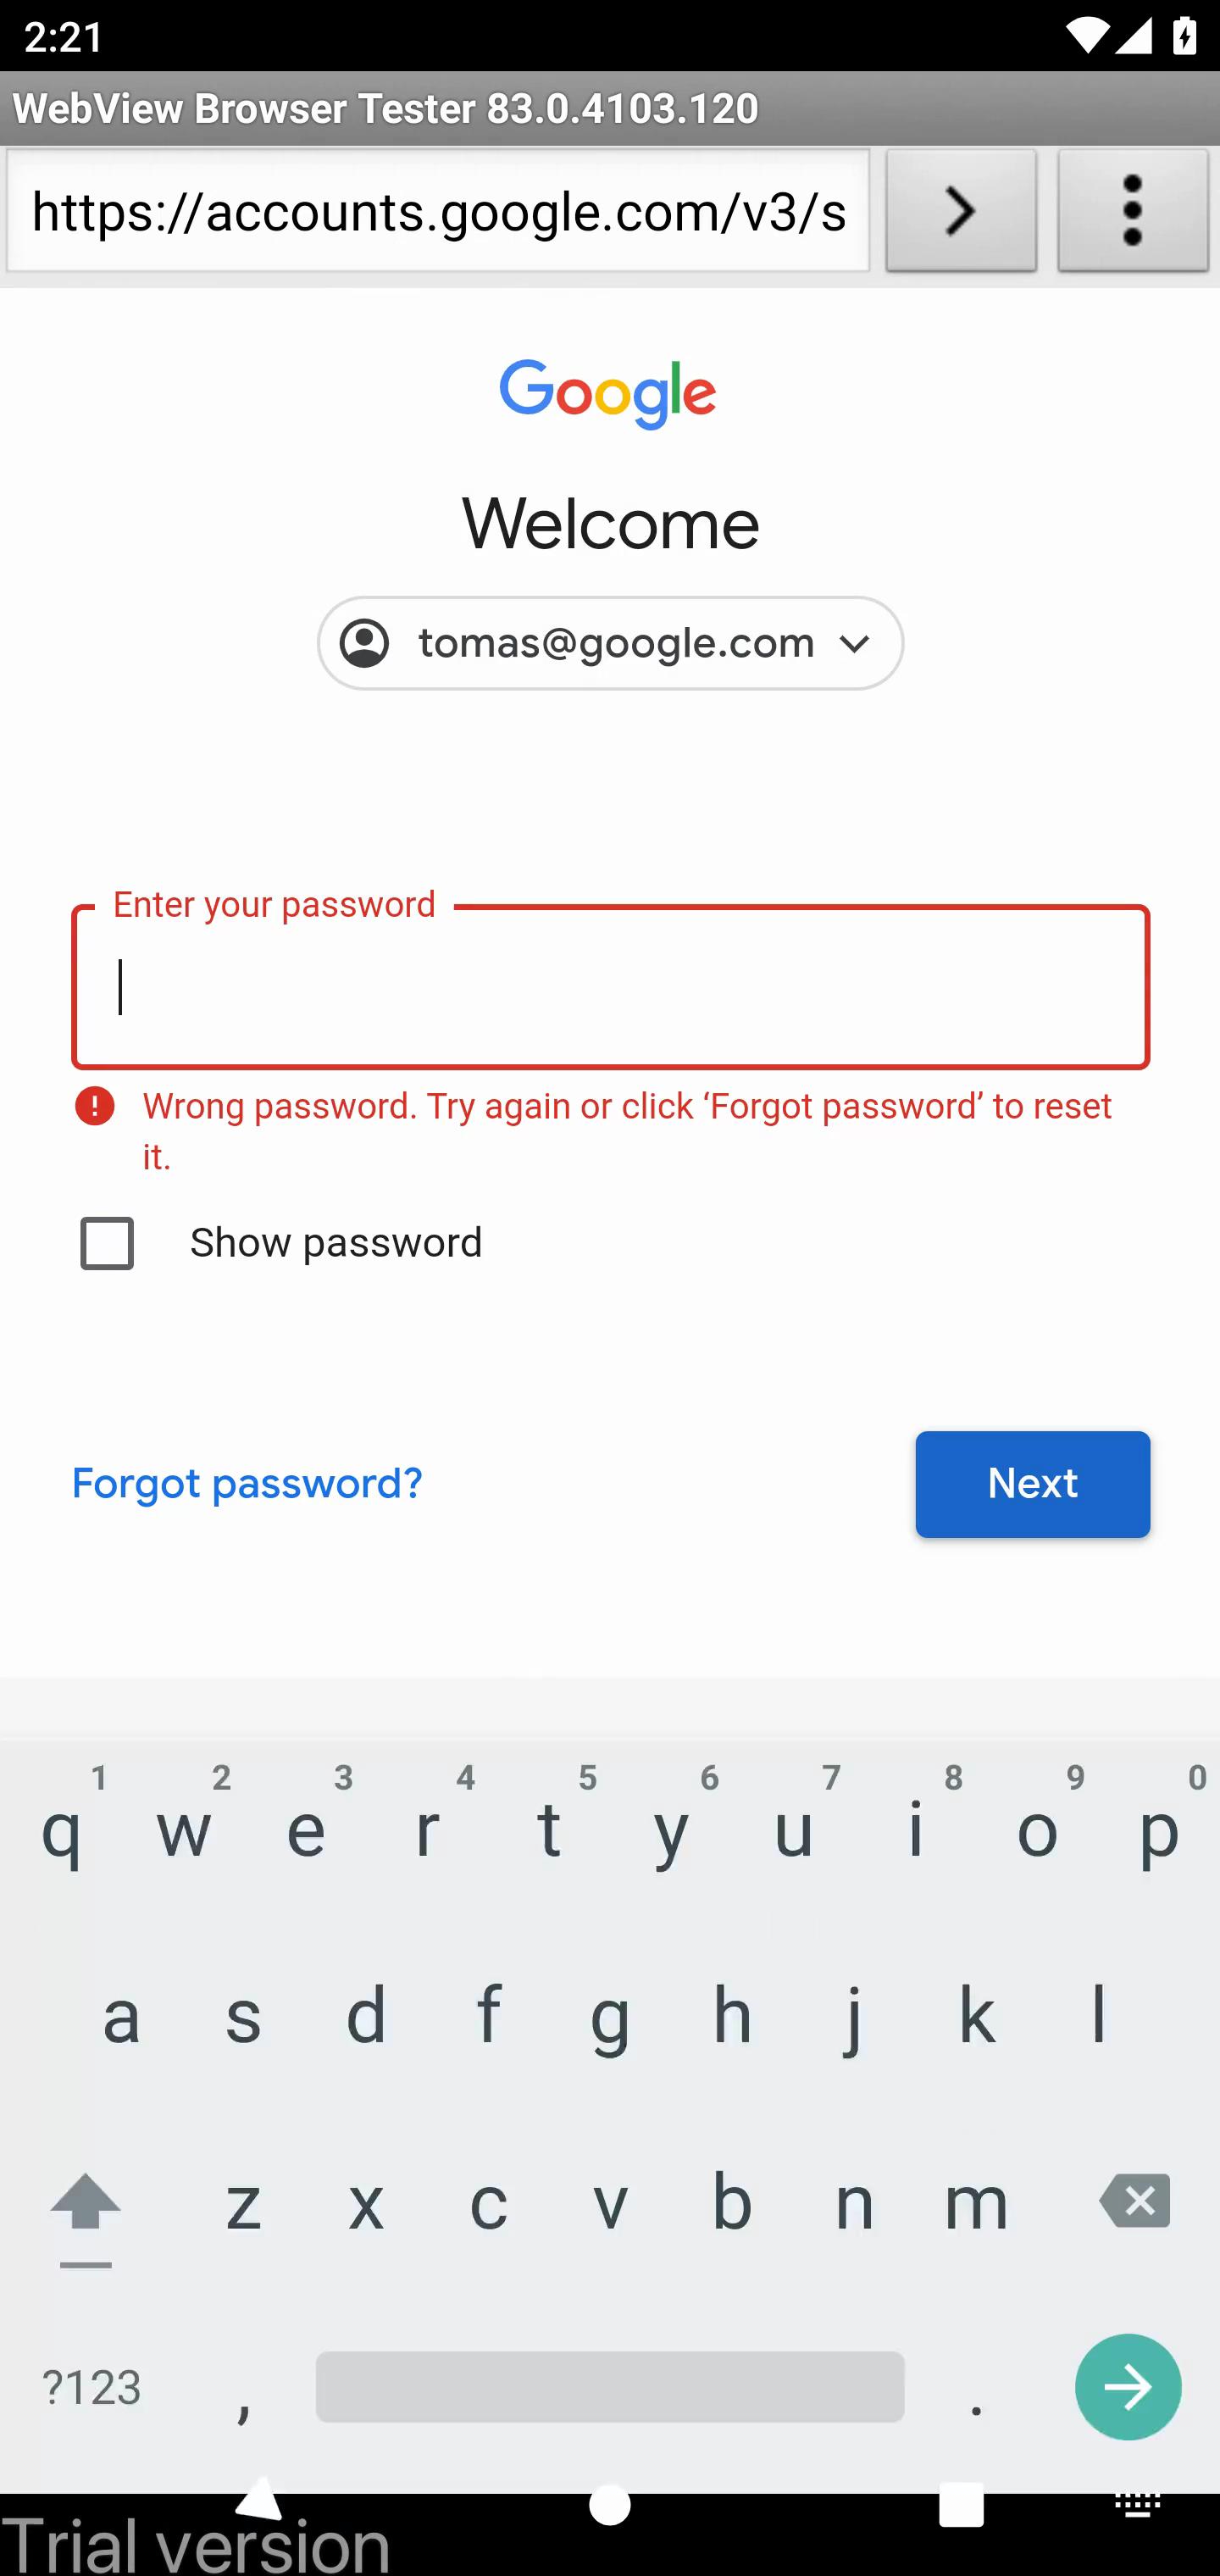 2:21
WebView Browser Tester 83.0.4103.120
https://accounts.google.com/v3/s
Google
Welcome
tomas@google.com
Enter your password
Wrong password. Try again or click ‘Forgot password’ to reset
it.
Show password
Forgot password?
Next
1 2 3 4 5 6 7 8 9 0
q w e r t y u i o p
a s d f g h j k l
z x c v b n m
?123 , .
Trial version